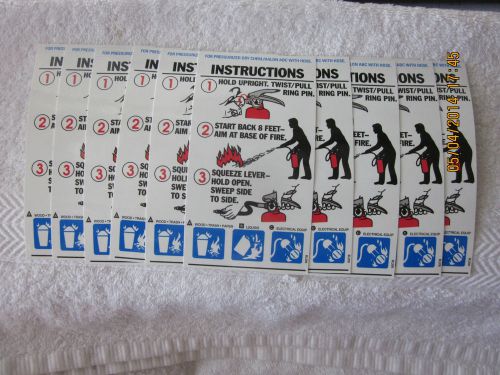 FOR PRESSURIZED DRY CHEM./HALON ABC WITH HOSE.
INSTRUCTIONS
1 HOLD UPRIGHT. TWIST/PULL
RING PIN.
2 START BACK 8 FEET–
AIM AT BASE OF FIRE.
3 SQUEEZE LEVER–
HOLD OPEN.
SWEEP SIDE
TO SIDE.
A WOOD • TRASH • PAPER B LIQUIDS C ELECTRICAL EQUIP
05/04/2014 17:45